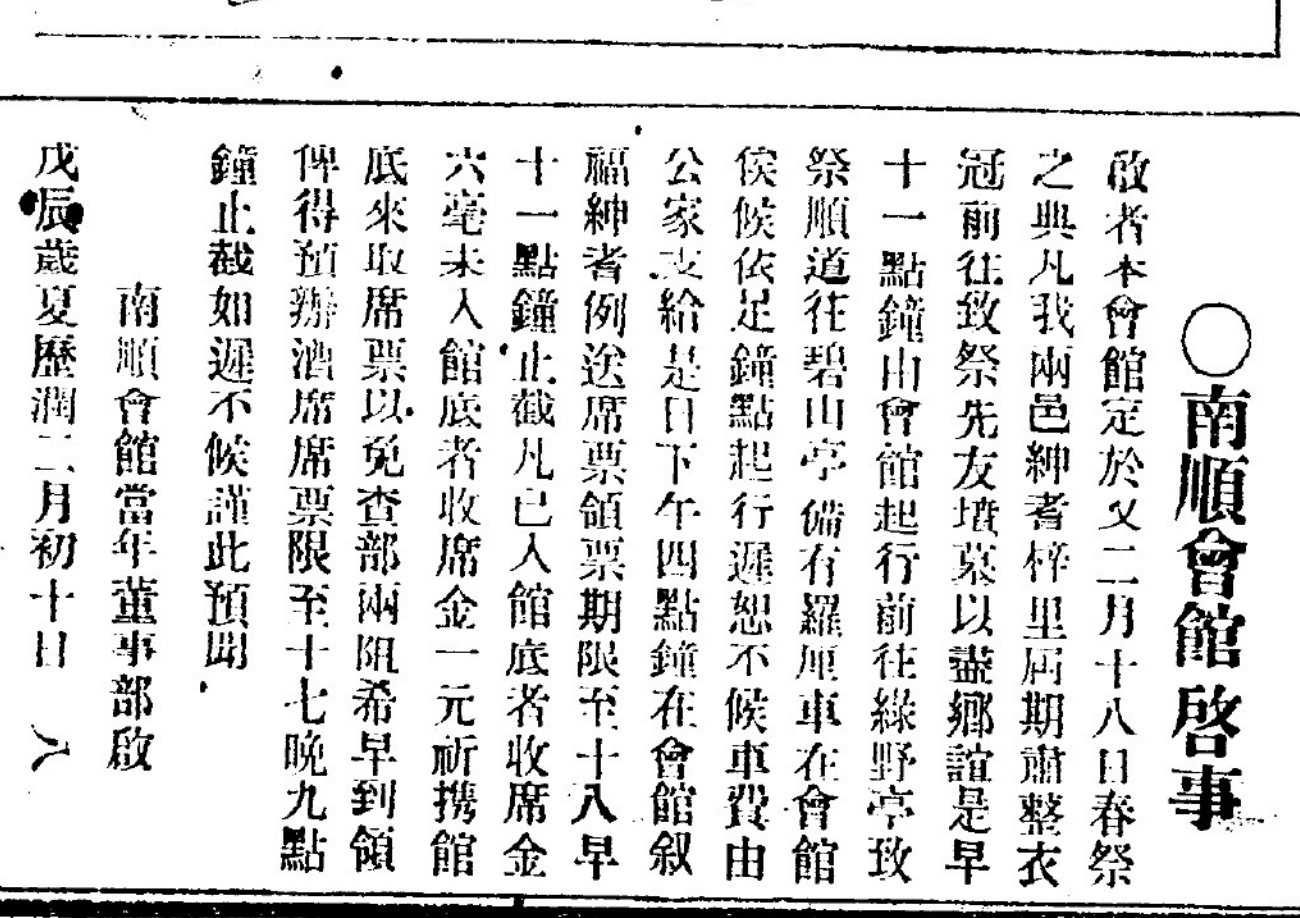 ○南順會館啓事
啟者本會館定於又二月十八日春祭
之典凡我兩邑紳耆梓里屆期肅整衣
冠前往致祭先友墳墓以盡鄉誼是早
十一點鐘由會館起行前往綠野亭致
祭順道往碧山亭備有羅厘車在會館
俟候依足鐘點起行遲恕不候車費由
公家支給是日下午四點鐘在會館叙
福紳耆例送席票領票期限至十八早
十一點鐘止截凡已入館底者收席金
六毫未入館底者收席金一元祈携館
底來取席票以免查部兩阻希早到領
俾得預辦酒席席票限至十七晚九點
鐘止截如遲不候謹此預聞
南順會館當年董事部啟
戊辰歲夏歷潤二月初十日 八